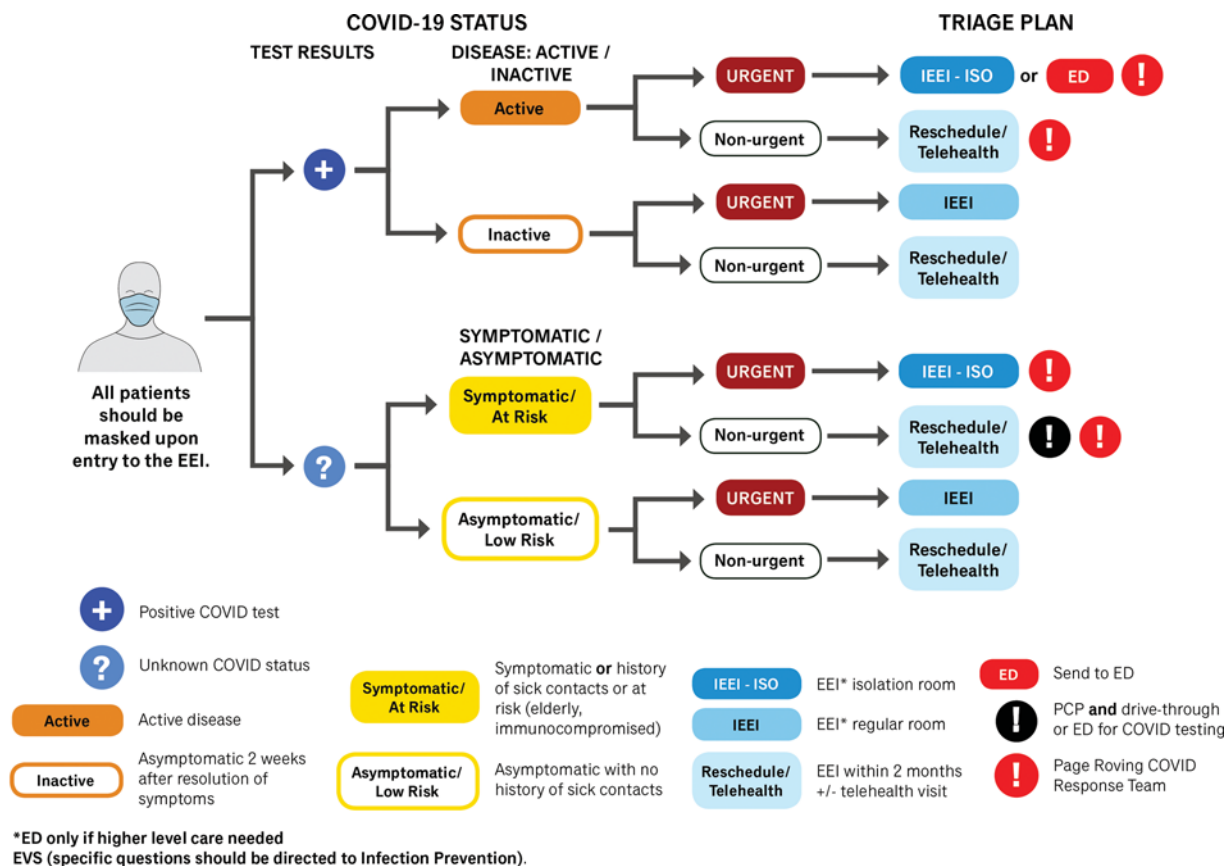 COVID-19 STATUS
TRIAGE PLAN
TEST RESULTS
DISEASE: ACTIVE /
INACTIVE
URGENT
IEEI - ISO
or
ED
!
Active
Non-urgent
Reschedule/
Telehealth
!
+
URGENT
IEEI
Inactive
Non-urgent
Reschedule/
Telehealth
All patients
should be
masked upon
entry to the EEI.
SYMPTOMATIC /
ASYMPTOMATIC
URGENT
IEEI - ISO
!
Symptomatic/
At Risk
Non-urgent
Reschedule/
Telehealth
!
!
?
URGENT
IEEI
Asymptomatic/
Low Risk
Non-urgent
Reschedule/
Telehealth
+
Positive COVID test
?
Unknown COVID status
Active
Active disease
Inactive
Asymptomatic 2 weeks
after resolution of
symptoms
Symptomatic/
At Risk
Symptomatic or history
of sick contacts or at
risk (elderly,
immunocompromised)
Asymptomatic/
Low Risk
Asymptomatic with no
history of sick contacts
IEEI - ISO
EEI* isolation room
IEEI
EEI* regular room
Reschedule/
Telehealth
EEI within 2 months
+/- telehealth visit
ED
Send to ED
!
PCP and drive-through
or ED for COVID testing
!
Page Roving COVID
Response Team
*ED only if higher level care needed
EVS (specific questions should be directed to Infection Prevention).